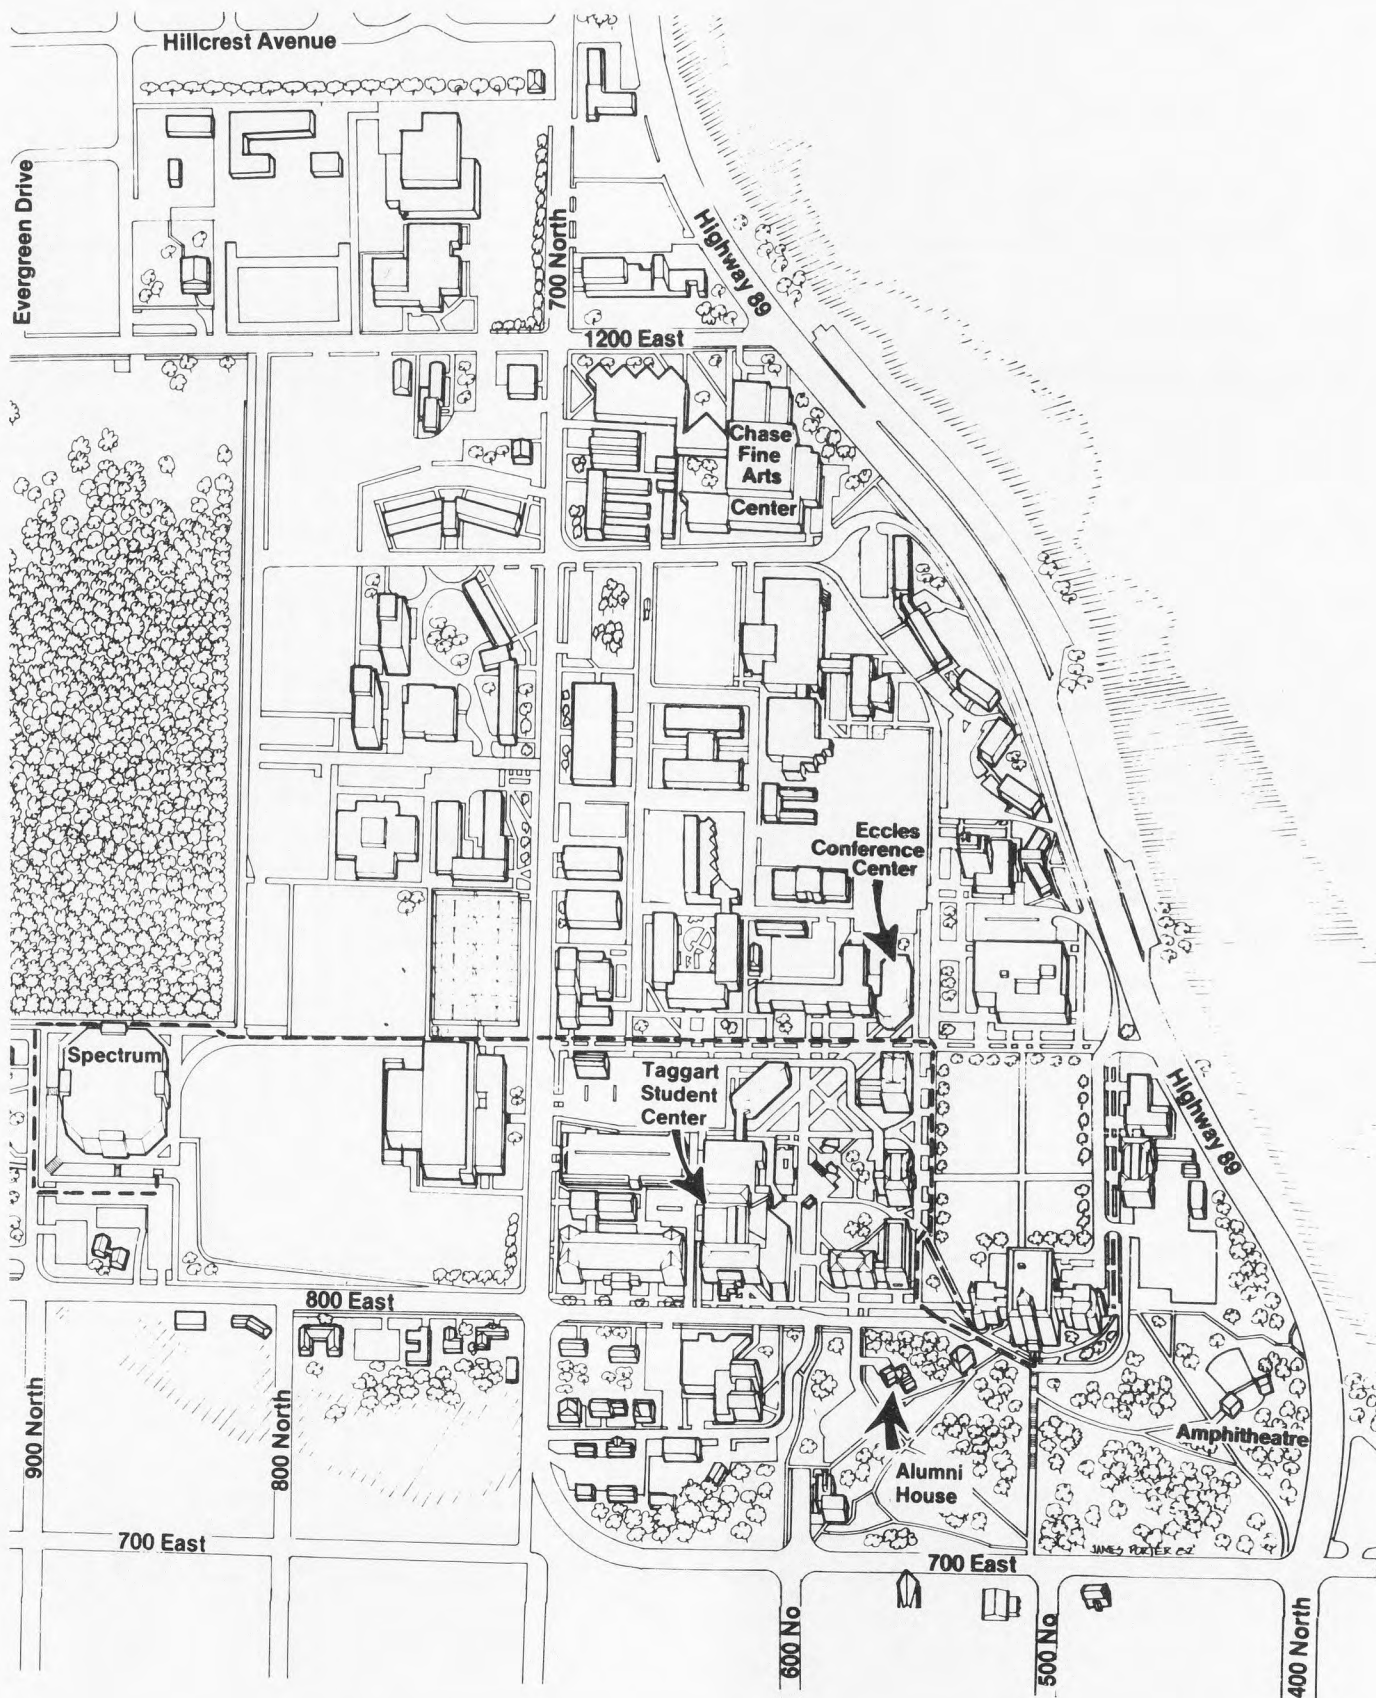 Hillcrest Avenue
Evergreen Drive
700 North
Highway 89
1200 East
Chase
Fine
Arts
Center
Eccles
Conference
Center
Spectrum
Taggart
Student
Center
Highway 89
800 East
900 North
800 North
Amphitheatre
Alumni
House
700 East
JAMES PORTER 82
700 East
600 No
500 No
400 North